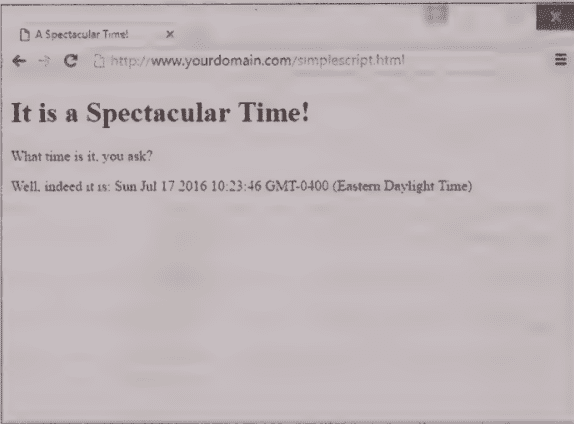 A Spectacular Time!
http://www.yourdomain.com/simplescript.html
It is a Spectacular Time!
What time is it, you ask?
Well, indeed it is: Sun Jul 17 2016 10:23:46 GMT-0400 (Eastern Daylight Time)